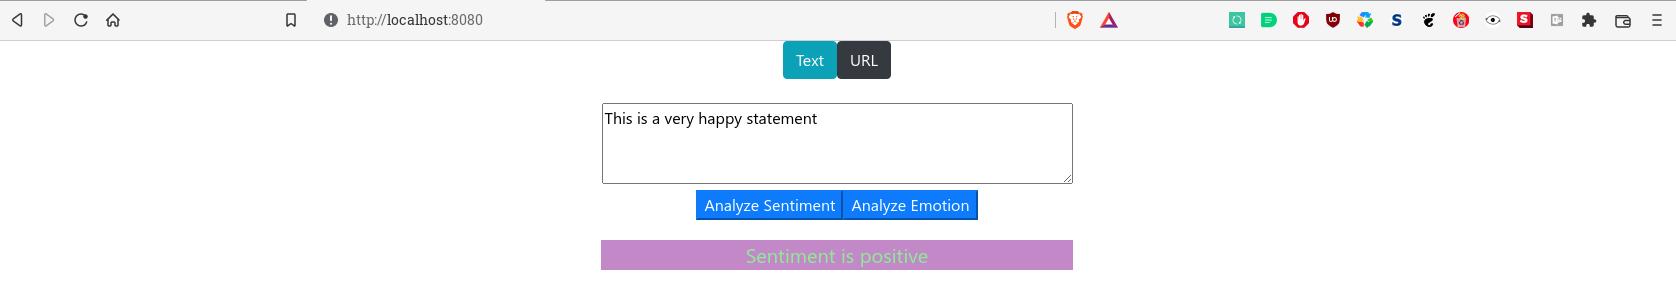 http://localhost:8080
Text URL
This is a very happy statement
Analyze Sentiment Analyze Emotion
Sentiment is positive